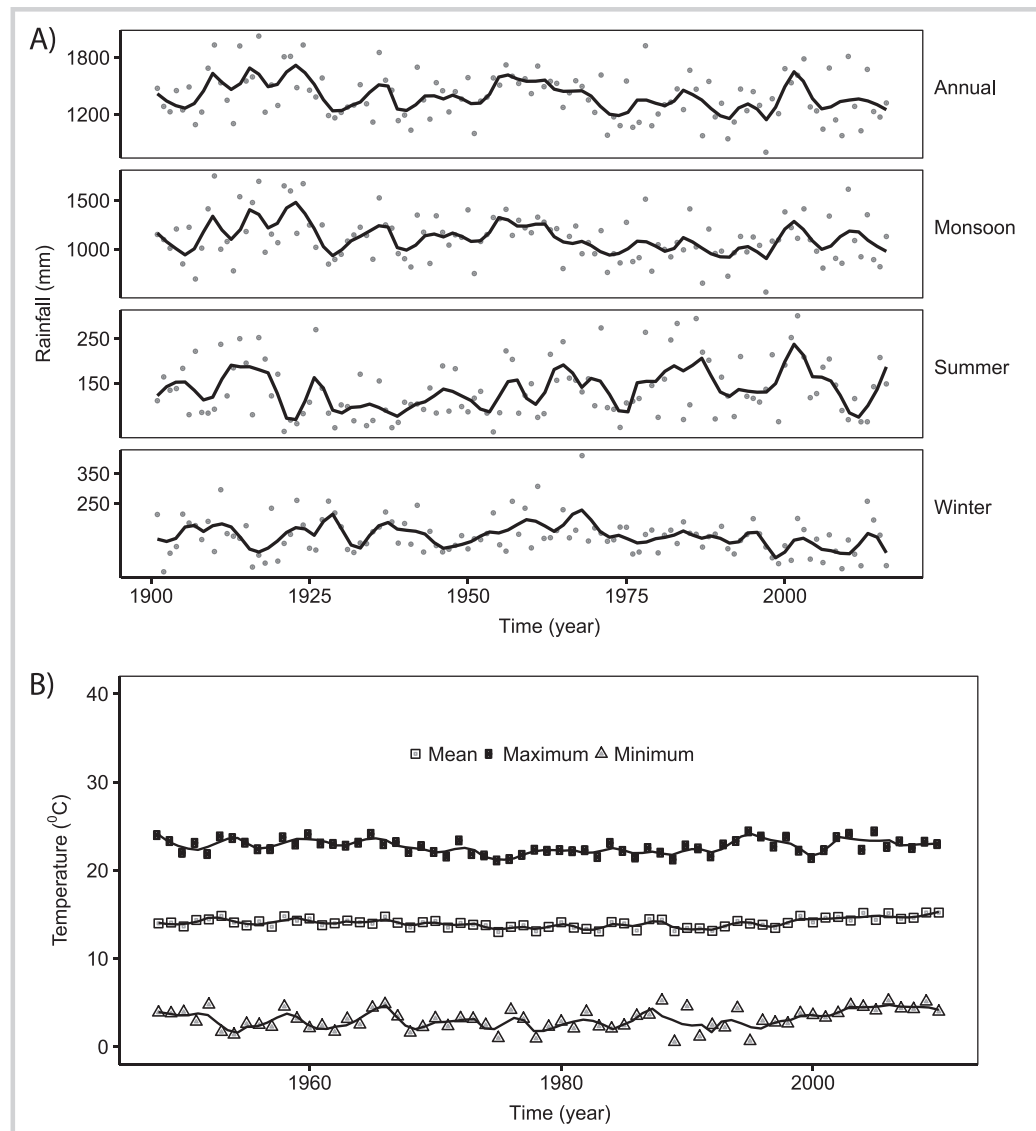 A)
1800
1200
Annual
1500
1000
Monsoon
Rainfall (mm)
250
150
Summer
350
250
Winter
1900
1925
1950
1975
2000
Time (year)
B)
40
30
20
10
0
Mean Maximum Minimum
Temperature (⁰C)
1960
1980
2000
Time (year)